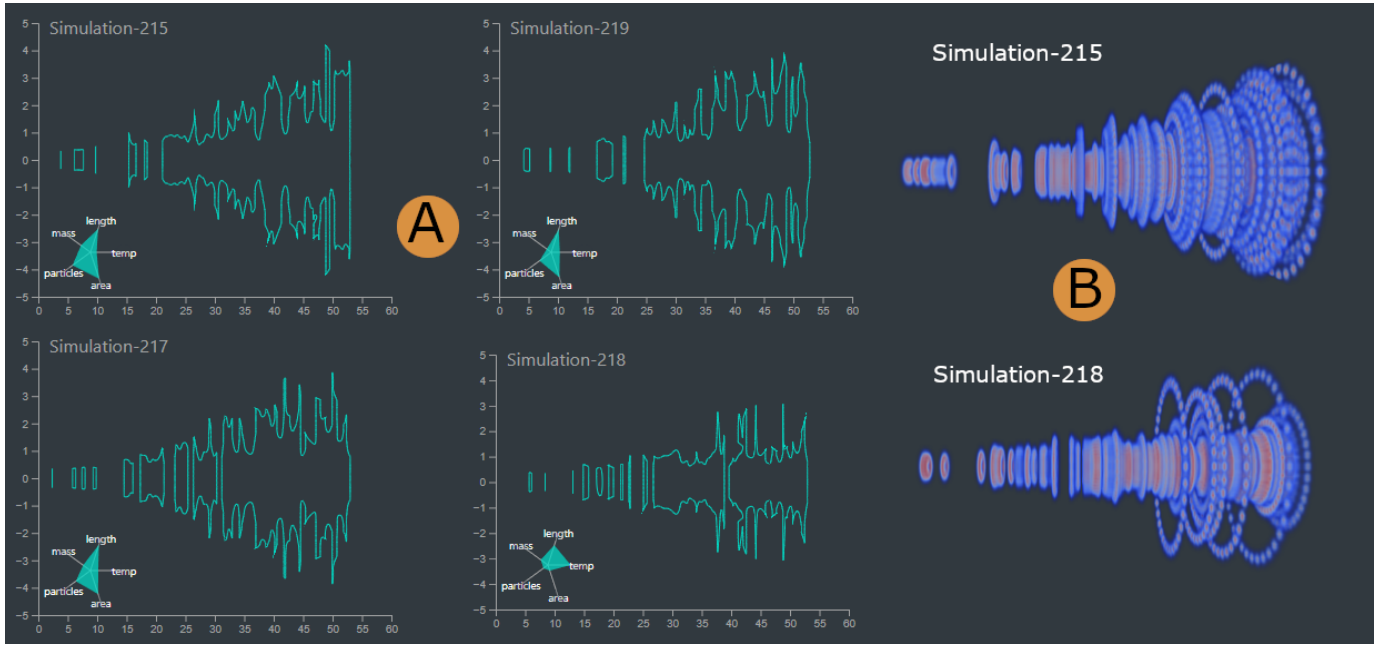 Simulation-215
5
4
3
2
1
0
−1
−2
−3
−4
−5
length
mass
temp
particles
area
0 5 10 15 20 25 30 35 40 45 50 55 60
Simulation-219
5
4
3
2
1
0
−1
−2
−3
−4
−5
length
mass
temp
particles
area
0 5 10 15 20 25 30 35 40 45 50 55 60
A
Simulation-217
5
4
3
2
1
0
−1
−2
−3
−4
−5
length
mass
temp
particles
area
0 5 10 15 20 25 30 35 40 45 50 55 60
Simulation-218
5
4
3
2
1
0
−1
−2
−3
−4
−5
length
mass
temp
particles
area
0 5 10 15 20 25 30 35 40 45 50 55 60
Simulation-215
B
Simulation-218